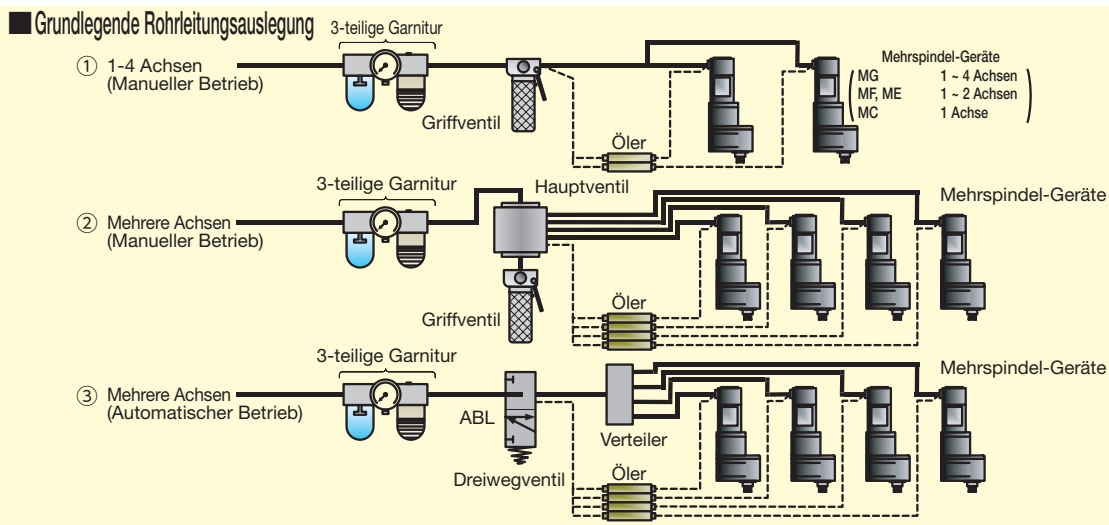 ■ Grundlegende Rohrleitungsauslegung
3-teilige Garnitur
① 1-4 Achsen
(Manueller Betrieb)
Griffventil
Öler
Mehrspindel-Geräte
MG 1 ~ 4 Achsen
MF, ME 1 ~ 2 Achsen
MC 1 Achse
3-teilige Garnitur
Hauptventil
Mehrspindel-Geräte
② Mehrere Achsen
(Manueller Betrieb)
Griffventil
Öler
3-teilige Garnitur
Mehrspindel-Geräte
③ Mehrere Achsen
(Automatischer Betrieb)
ABL
Verteiler
Dreiwegventil
Öler